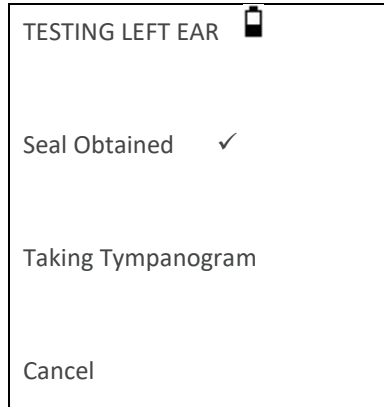 TESTING LEFT EAR
Seal Obtained ✓
Taking Tympanogram
Cancel